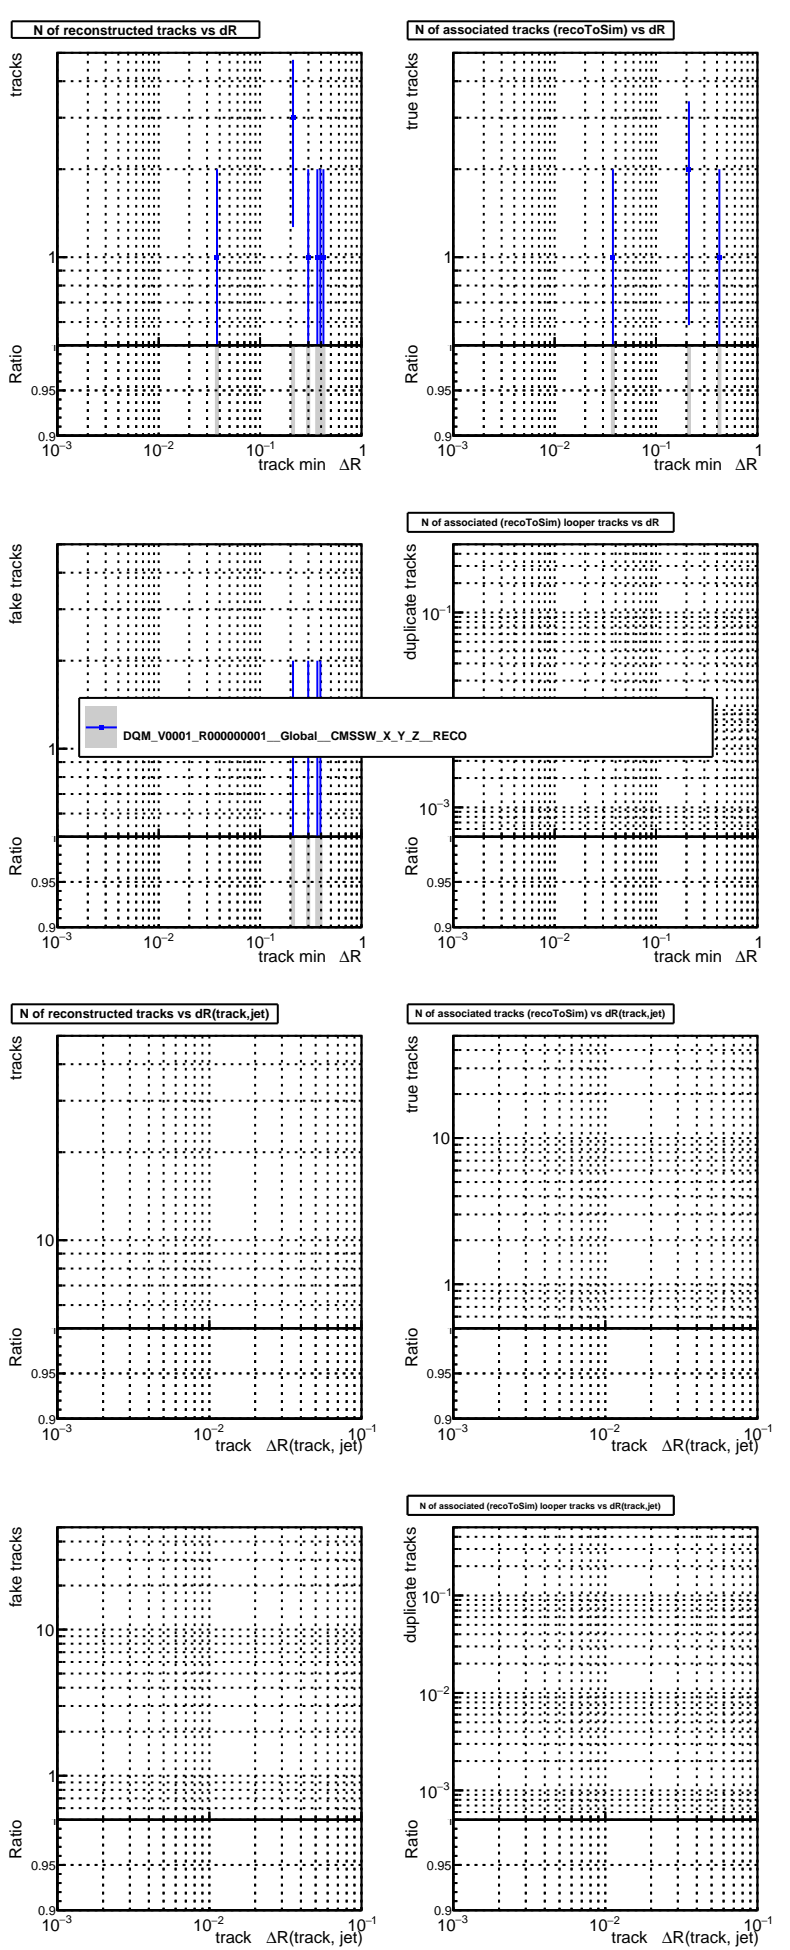 N of reconstructed tracks vs dR
tracks
1
Ratio
0.95
0.9
10⁻³ 10⁻² 10⁻¹ 1
track min ΔR
N of associated tracks (recoToSim) vs dR
true tracks
1
Ratio
0.95
0.9
10⁻³ 10⁻² 10⁻¹ 1
track min ΔR
fake tracks
1
Ratio
0.95
0.9
10⁻³ 10⁻² 10⁻¹ 1
track min ΔR
N of associated (recoToSim) looper tracks vs dR
duplicate tracks
10⁻¹
10⁻³
Ratio
0.95
0.9
10⁻³ 10⁻² 10⁻¹ 1
track min ΔR
DQM_V0001_R000000001__Global__CMSSW_X_Y_Z__RECO
N of reconstructed tracks vs dR(track,jet)
tracks
10
Ratio
0.95
0.9
10⁻³ 10⁻² 10⁻¹
track ΔR(track, jet)
N of associated tracks (recoToSim) vs dR(track,jet)
true tracks
10
1
Ratio
0.95
0.9
10⁻³ 10⁻² 10⁻¹
track ΔR(track, jet)
fake tracks
10
1
Ratio
0.95
0.9
10⁻³ 10⁻² 10⁻¹
track ΔR(track, jet)
N of associated (recoToSim) looper tracks vs dR(track,jet)
duplicate tracks
10⁻¹
10⁻²
10⁻³
Ratio
0.95
0.9
10⁻³ 10⁻² 10⁻¹
track ΔR(track, jet)